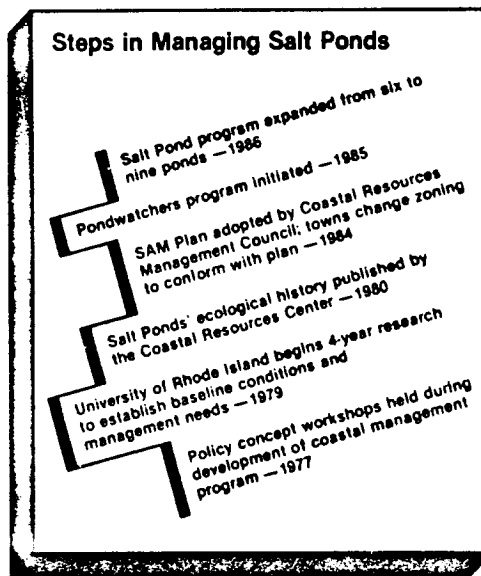 Steps in Managing Salt Ponds
Salt Pond program expanded from six to
nine ponds —1986
Pondwatchers program initiated —1985
SAM Plan adopted by Coastal Resources
Management Council; towns change zoning
to conform with plan —1984
Salt Ponds' ecological history published by
the Coastal Resources Center —1980
University of Rhode Island begins 4-year research
to establish baseline conditions and
management needs —1979
Policy concept workshops held during
development of coastal management
program —1977